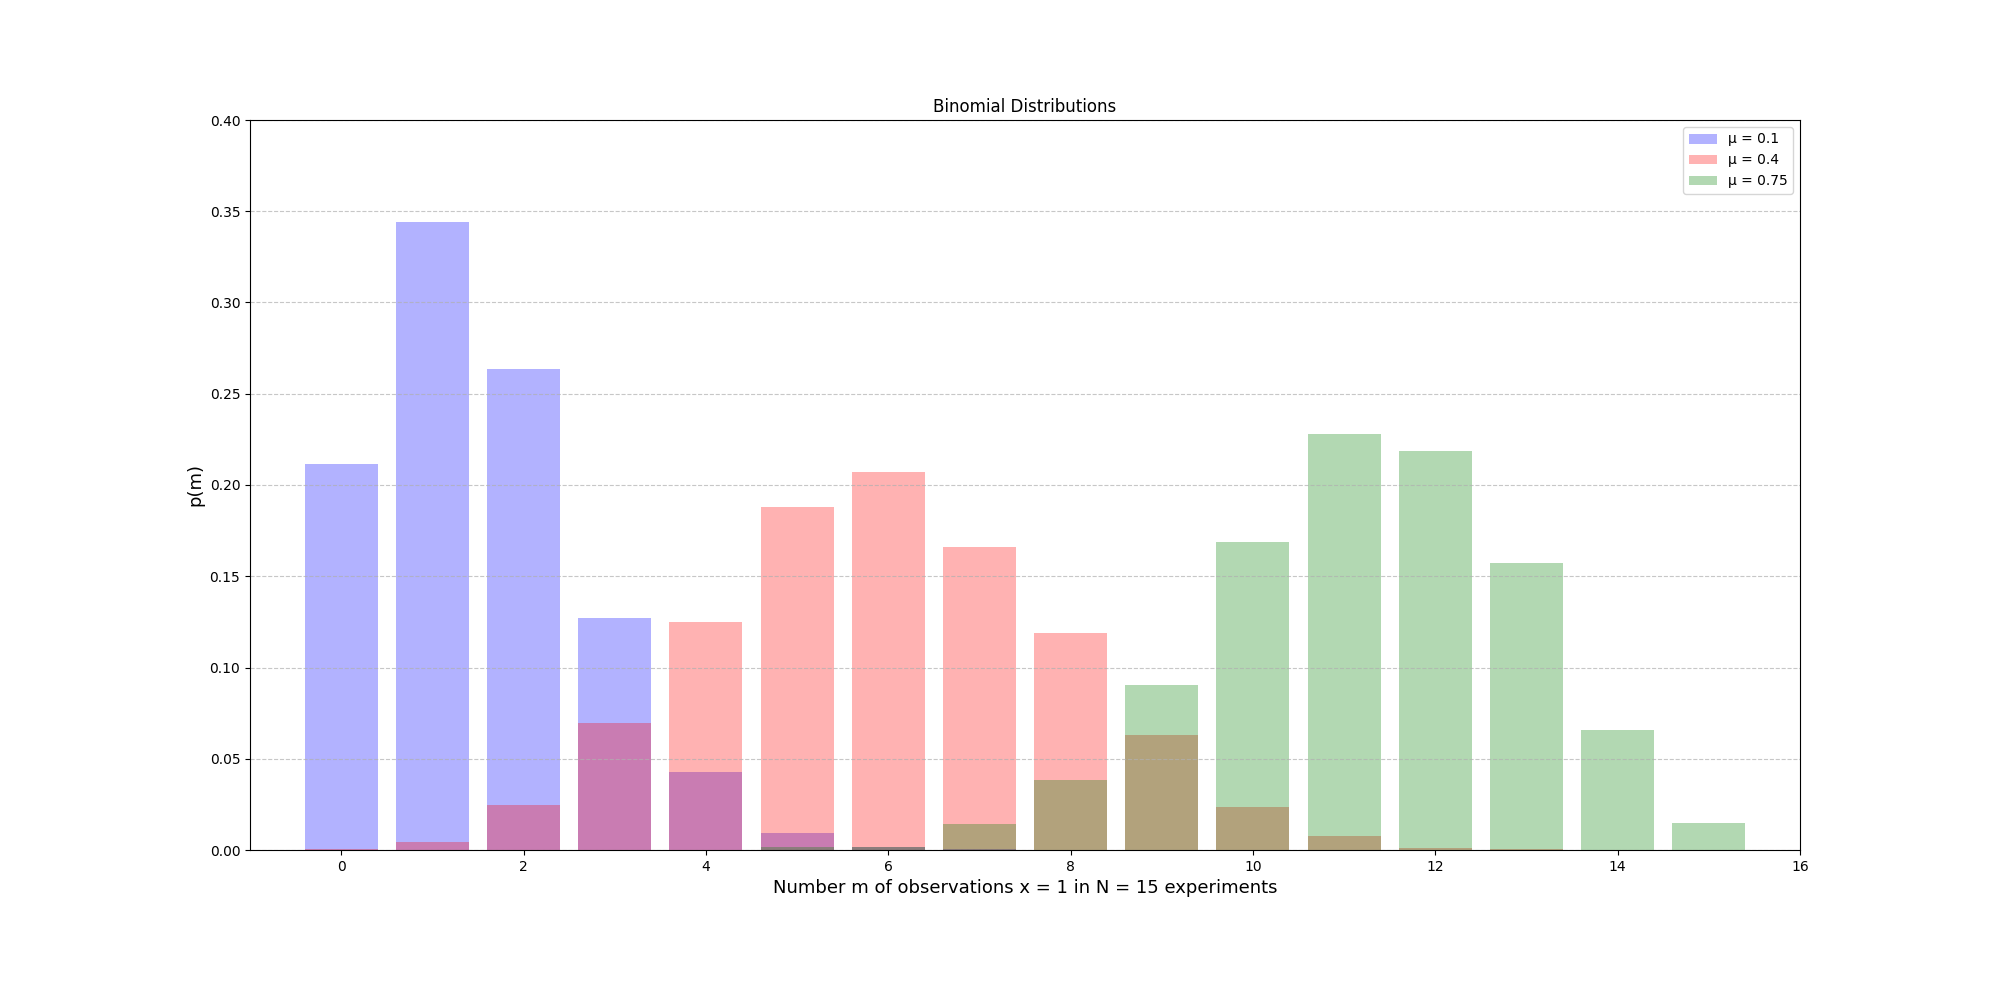 Binomial Distributions
0.40
0.35
0.30
0.25
0.20
0.15
0.10
0.05
0.00
p(m)
μ = 0.1
μ = 0.4
μ = 0.75
0 2 4 6 8 10 12 14 16
Number m of observations x = 1 in N = 15 experiments